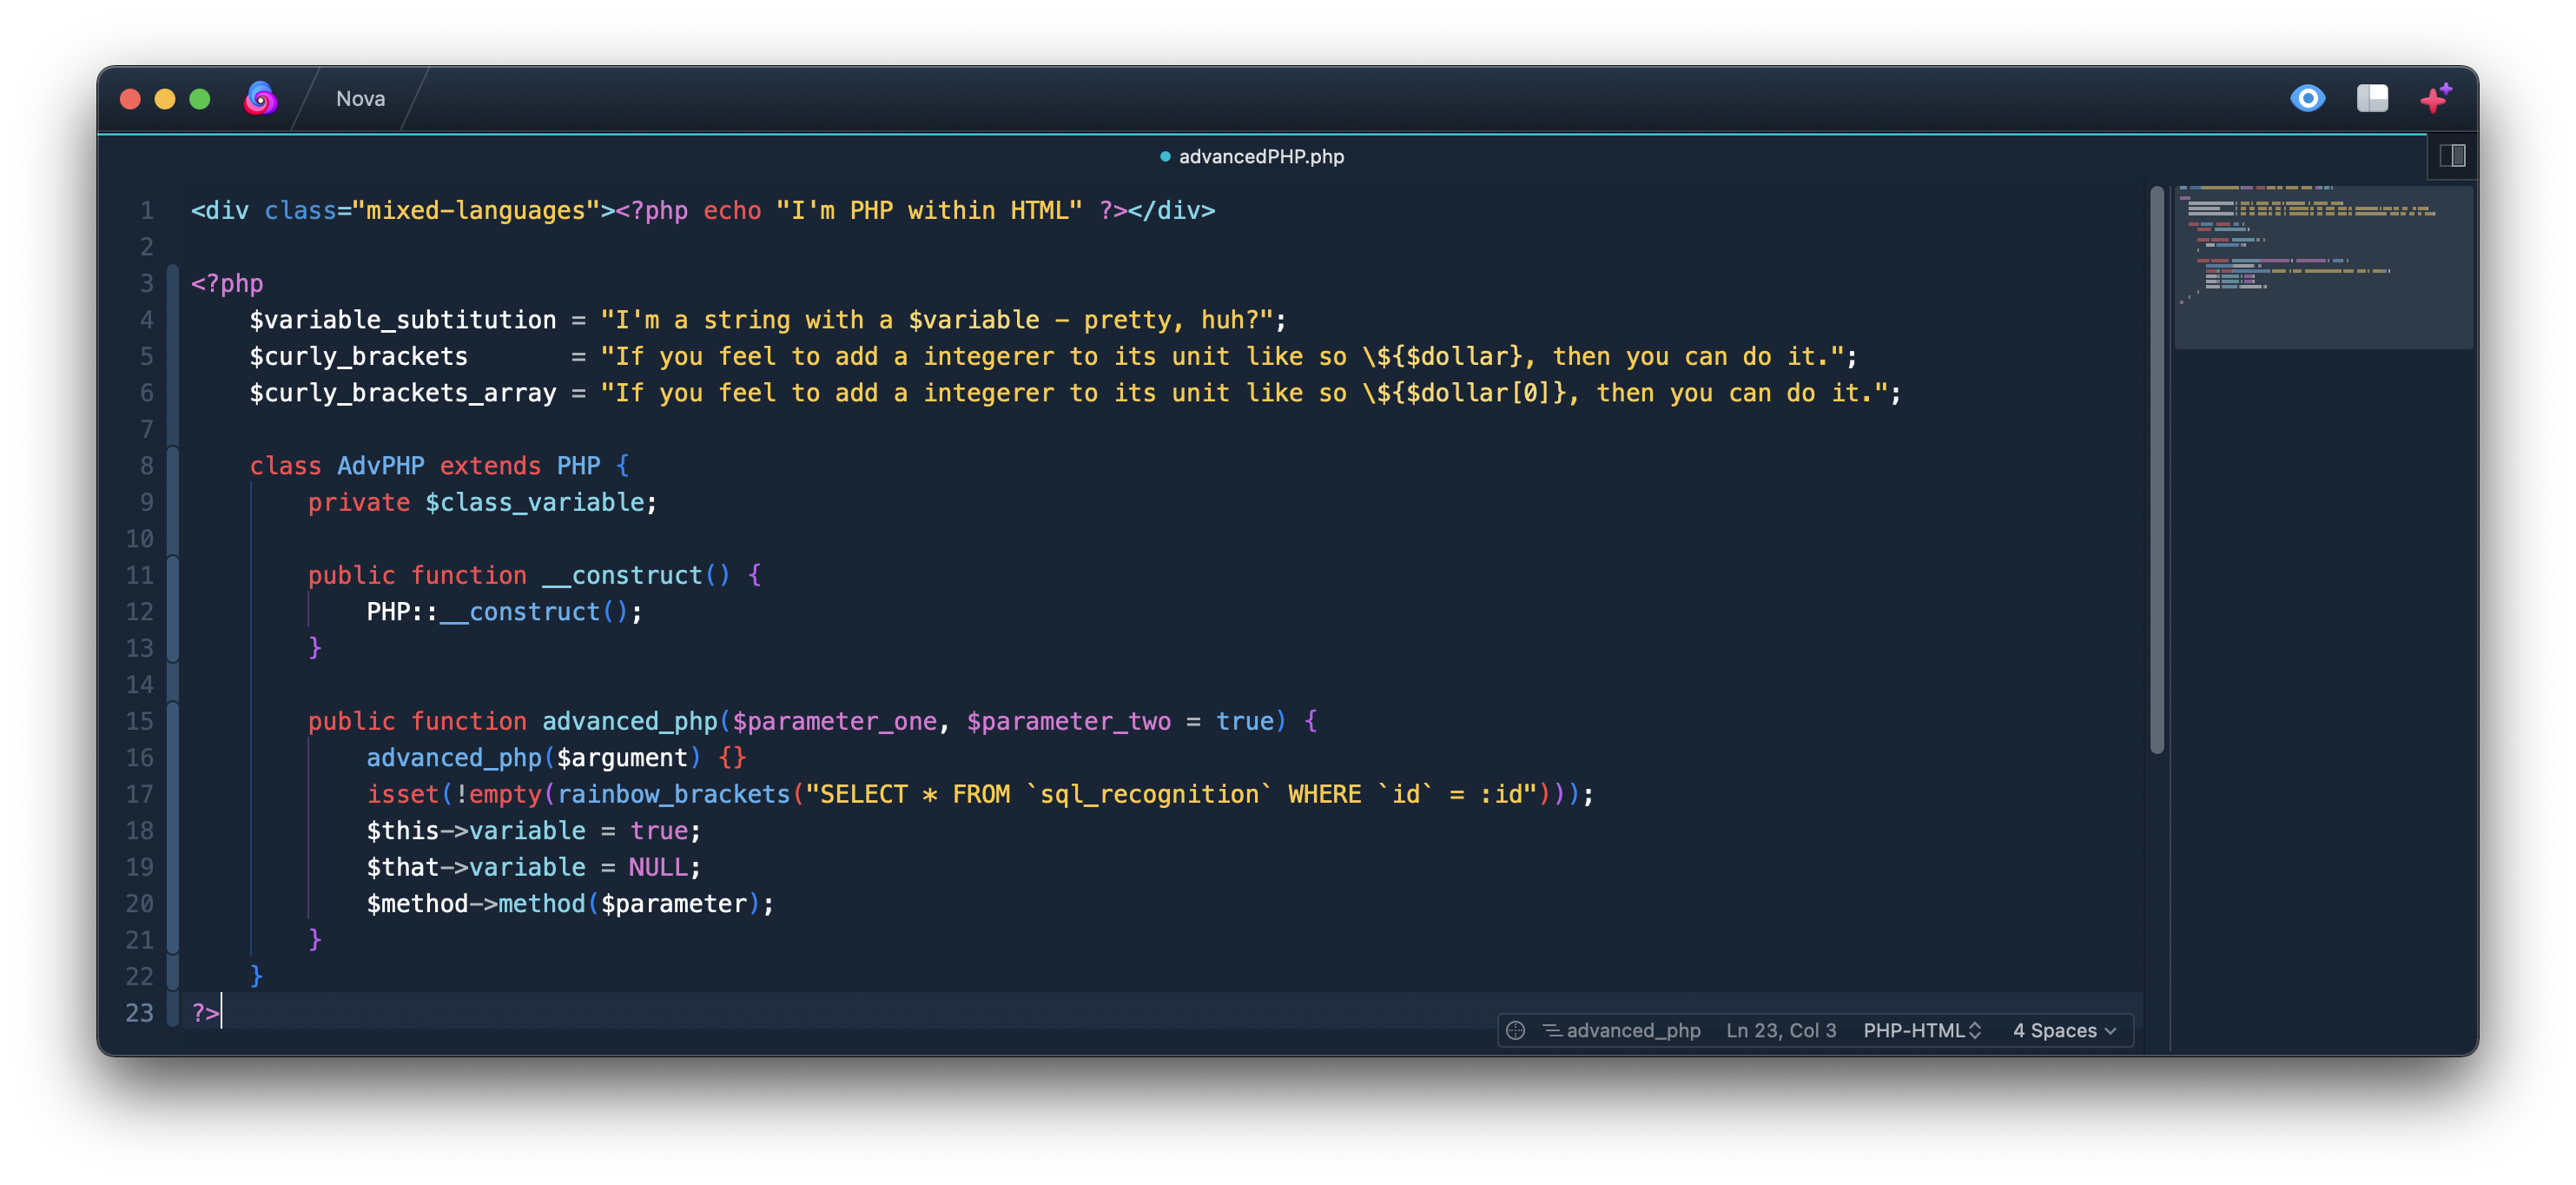 Nova
advancedPHP.php
1 <div class="mixed-languages"><?php echo "I'm PHP within HTML" ?></div>
2
3 <?php
4     $variable_subtitution = "I'm a string with a $variable – pretty, huh?";
5     $curly_brackets       = "If you feel to add a integerer to its unit like so \${$dollar}, then you can do it.";
6     $curly_brackets_array = "If you feel to add a integerer to its unit like so \${$dollar[0]}, then you can do it.";
7
8     class AdvPHP extends PHP {
9         private $class_variable;
10
11         public function __construct() {
12             PHP::__construct();
13         }
14
15         public function advanced_php($parameter_one, $parameter_two = true) {
16             advanced_php($argument) {}
17             isset(!empty(rainbow_brackets("SELECT * FROM `sql_recognition` WHERE `id` = :id")));
18             $this->variable = true;
19             $that->variable = NULL;
20             $method->method($parameter);
21         }
22     }
23 ?>
advanced_php Ln 23, Col 3 PHP-HTML 4 Spaces